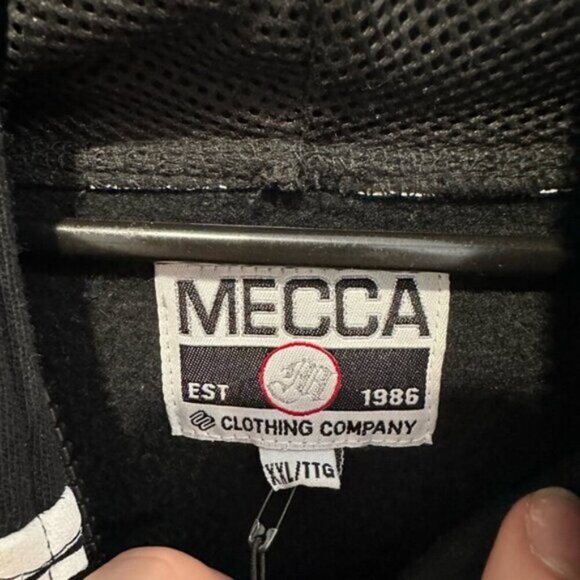 MECCA
EST 1986
CLOTHING COMPANY
XXL/TTG